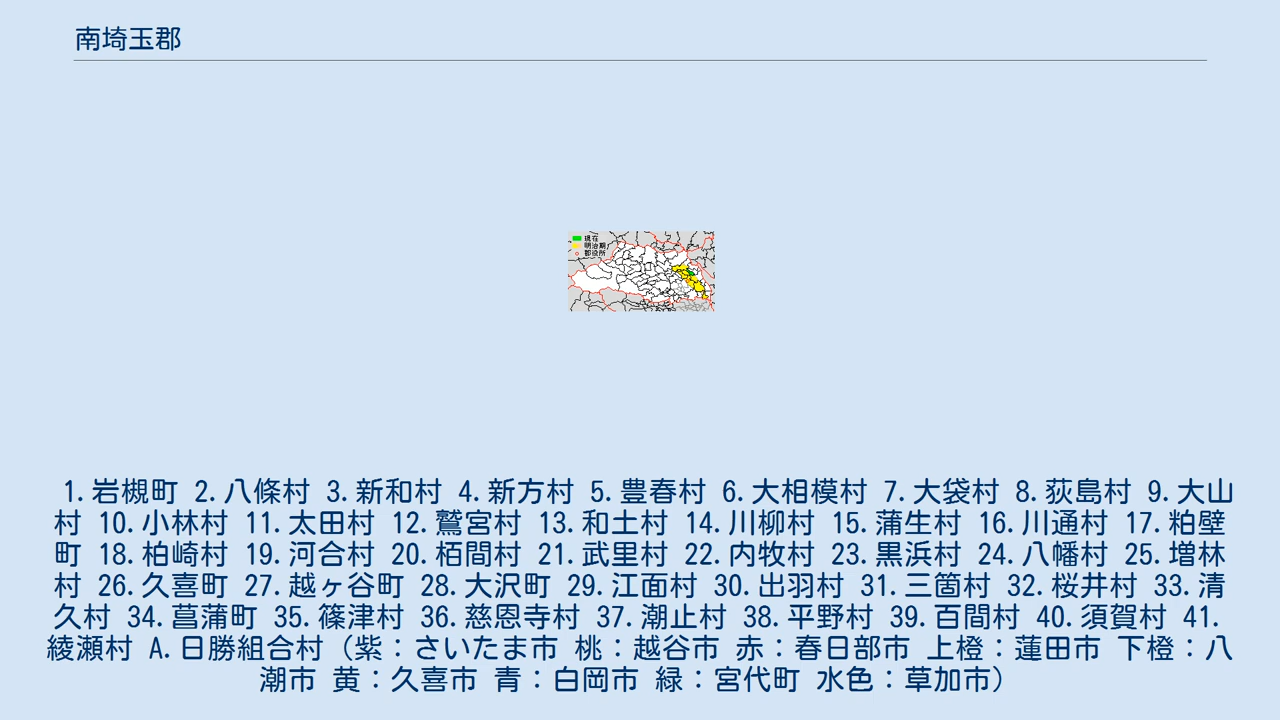 南埼玉郡
現在
明治期
郡役所
1.岩槻町 2.八條村 3.新和村 4.新方村 5.豊春村 6.大相模村 7.大袋村 8.荻島村 9.大山
村 10.小林村 11.太田村 12.鷲宮村 13.和土村 14.川柳村 15.蒲生村 16.川通村 17.粕壁
町 18.柏崎村 19.河合村 20.栢間村 21.武里村 22.内牧村 23.黒浜村 24.八幡村 25.増林
村 26.久喜町 27.越ヶ谷町 28.大沢町 29.江面村 30.出羽村 31.三箇村 32.桜井村 33.清
久村 34.菖蒲町 35.篠津村 36.慈恩寺村 37.潮止村 38.平野村 39.百間村 40.須賀村 41.
綾瀬村 A.日勝組合村（紫：さいたま市 桃：越谷市 赤：春日部市 上橙：蓮田市 下橙：八
潮市 黄：久喜市 青：白岡市 緑：宮代町 水色：草加市）